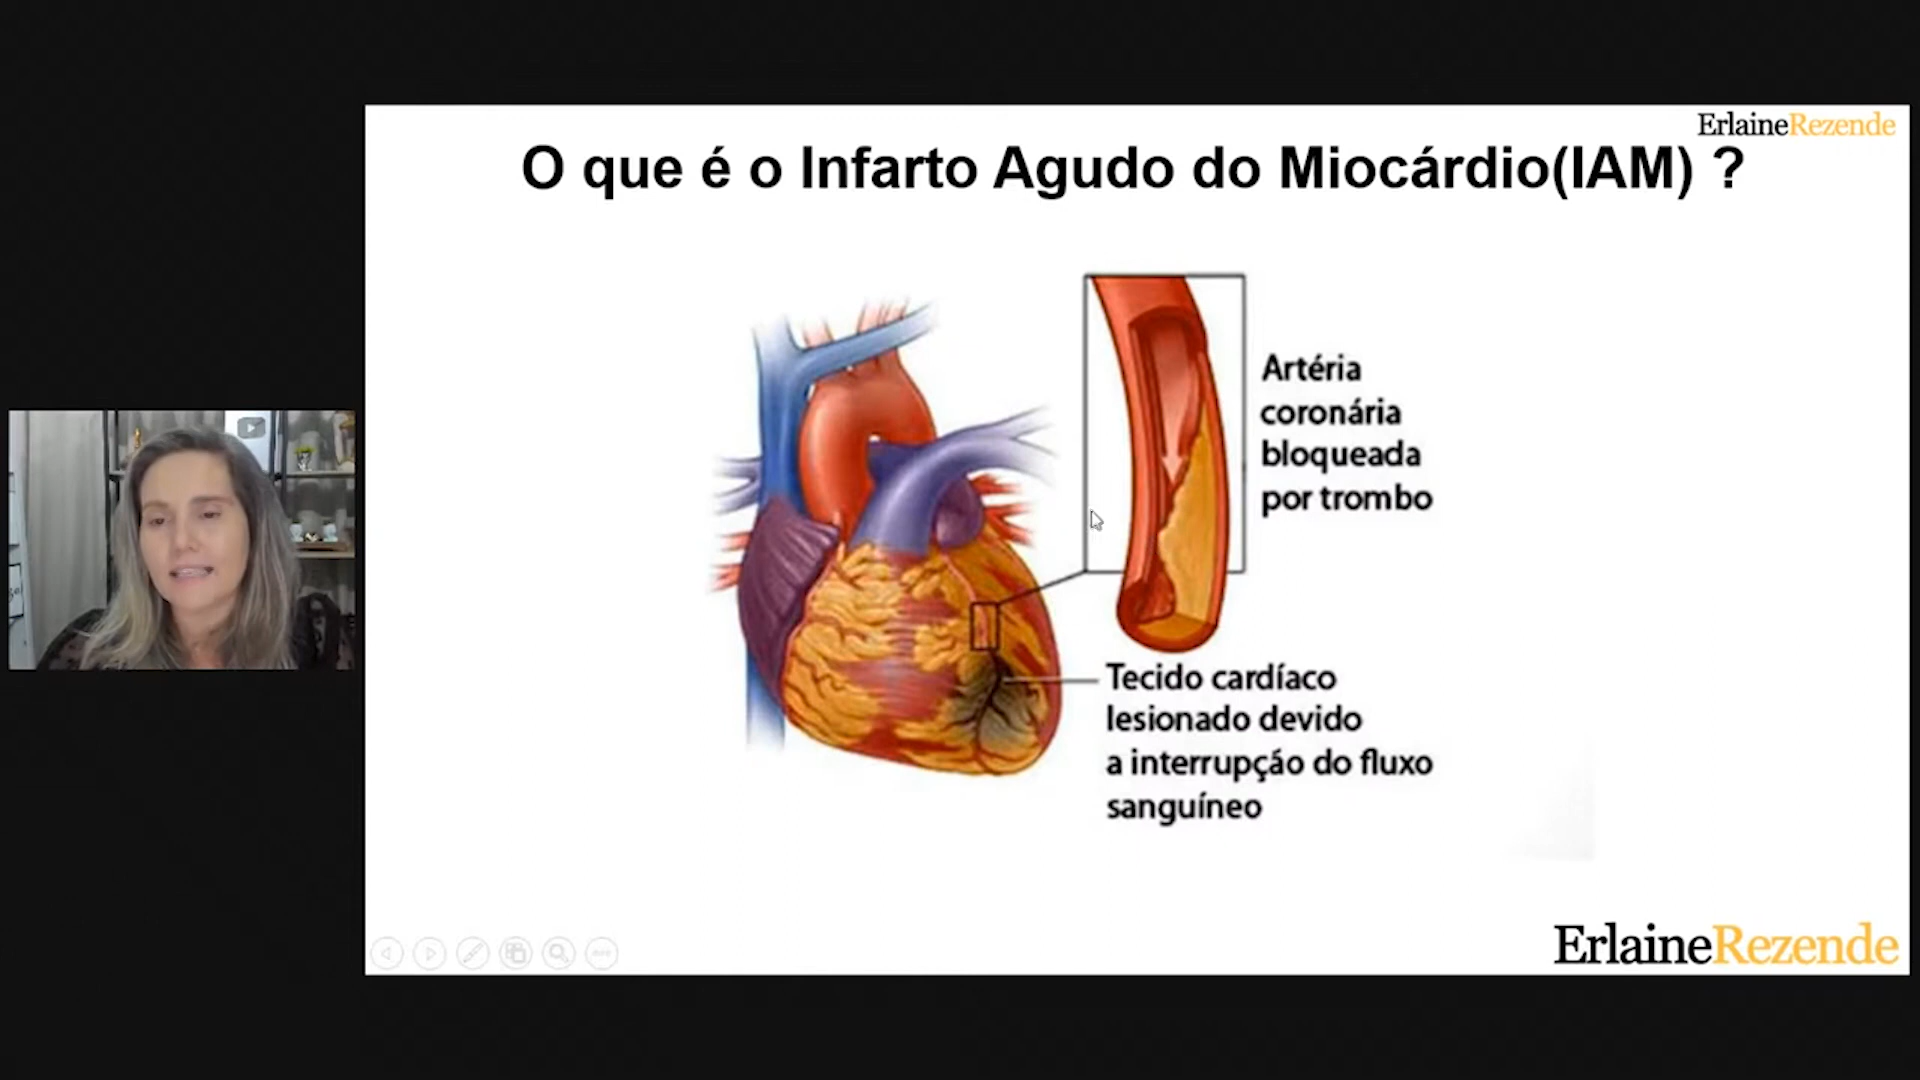 ErlaineRezende
O que é o Infarto Agudo do Miocárdio(IAM) ?
Artéria
coronária
bloqueada
por trombo
Tecido cardíaco
lesionado devido
a interrupção do fluxo
sanguíneo
ErlaineRezende